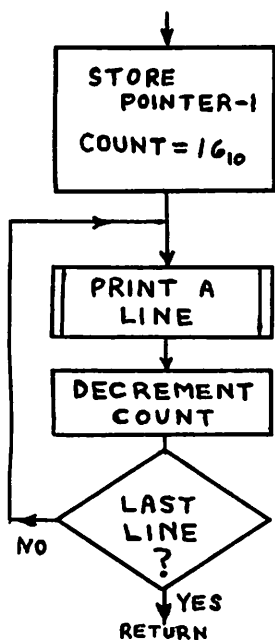 STORE
POINTER-1
COUNT = 16₁₀
PRINT A
LINE
DECREMENT
COUNT
LAST
LINE
?
NO
YES
RETURN